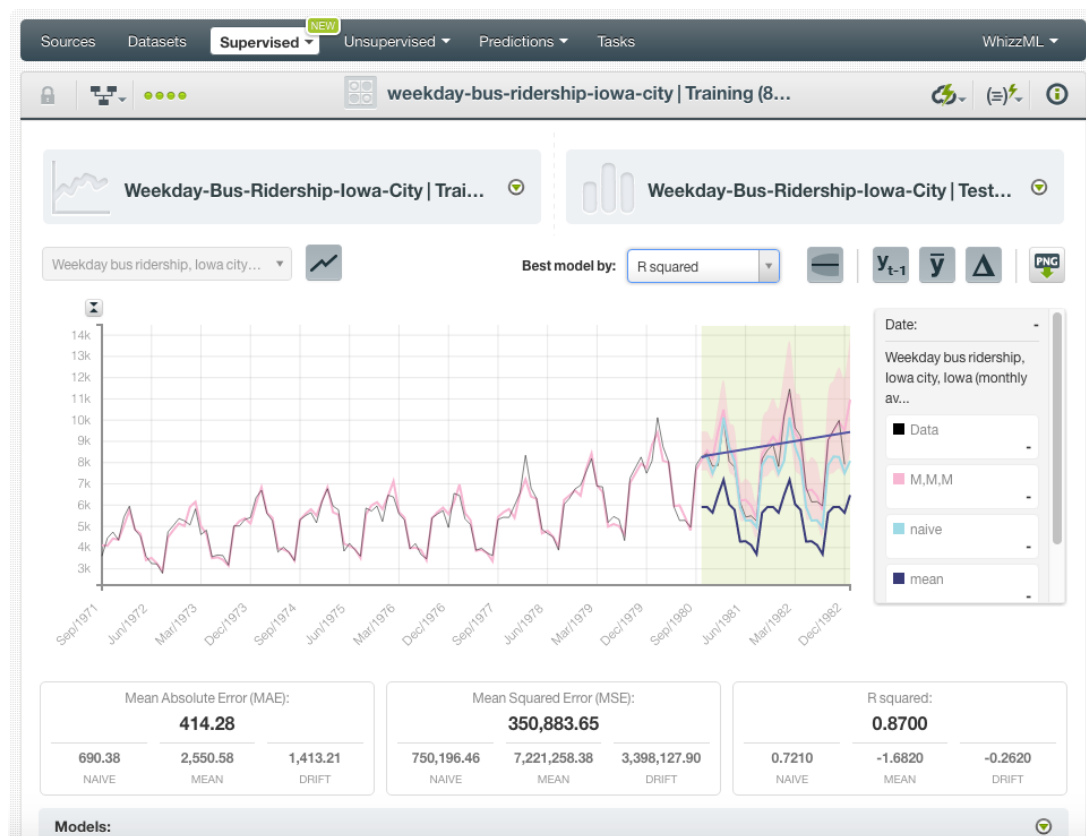 NEW
Sources Datasets Supervised Unsupervised Predictions Tasks WhizzML
weekday-bus-ridership-iowa-city | Training (8...
Weekday-Bus-Ridership-Iowa-City | Trai... Weekday-Bus-Ridership-Iowa-City | Test...
Weekday bus ridership, Iowa city... Best model by: R squared yt-1 y Δ PNG
14k
13k
12k
11k
10k
9k
8k
7k
6k
5k
4k
3k
Sep/1971 Jun/1972 Mar/1973 Dec/1973 Sep/1974 Jun/1975 Mar/1976 Dec/1976 Sep/1977 Jun/1978 Mar/1979 Dec/1979 Sep/1980 Jun/1981 Mar/1982 Dec/1982
Date: -
Weekday bus ridership,
Iowa city, Iowa (monthly
av...
Data
-
M,M,M
-
naive
-
mean
-
Mean Absolute Error (MAE): Mean Squared Error (MSE): R squared:
414.28 350,883.65 0.8700
690.38 2,550.58 1,413.21 750,196.46 7,221,258.38 3,398,127.90 0.7210 -1.6820 -0.2620
NAIVE MEAN DRIFT NAIVE MEAN DRIFT NAIVE MEAN DRIFT
Models: